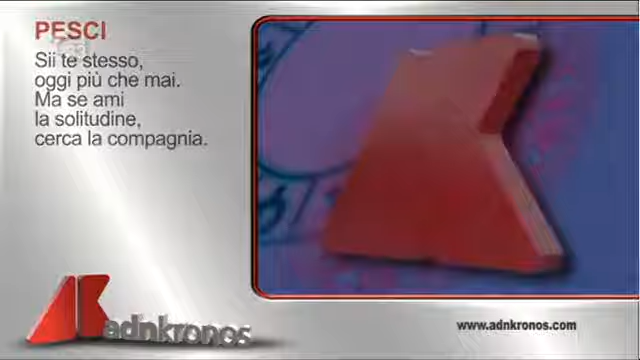 PESCI
Sii te stesso,
oggi più che mai.
Ma se ami
la solitudine,
cerca la compagnia.
adnkronos
www.adnkronos.com